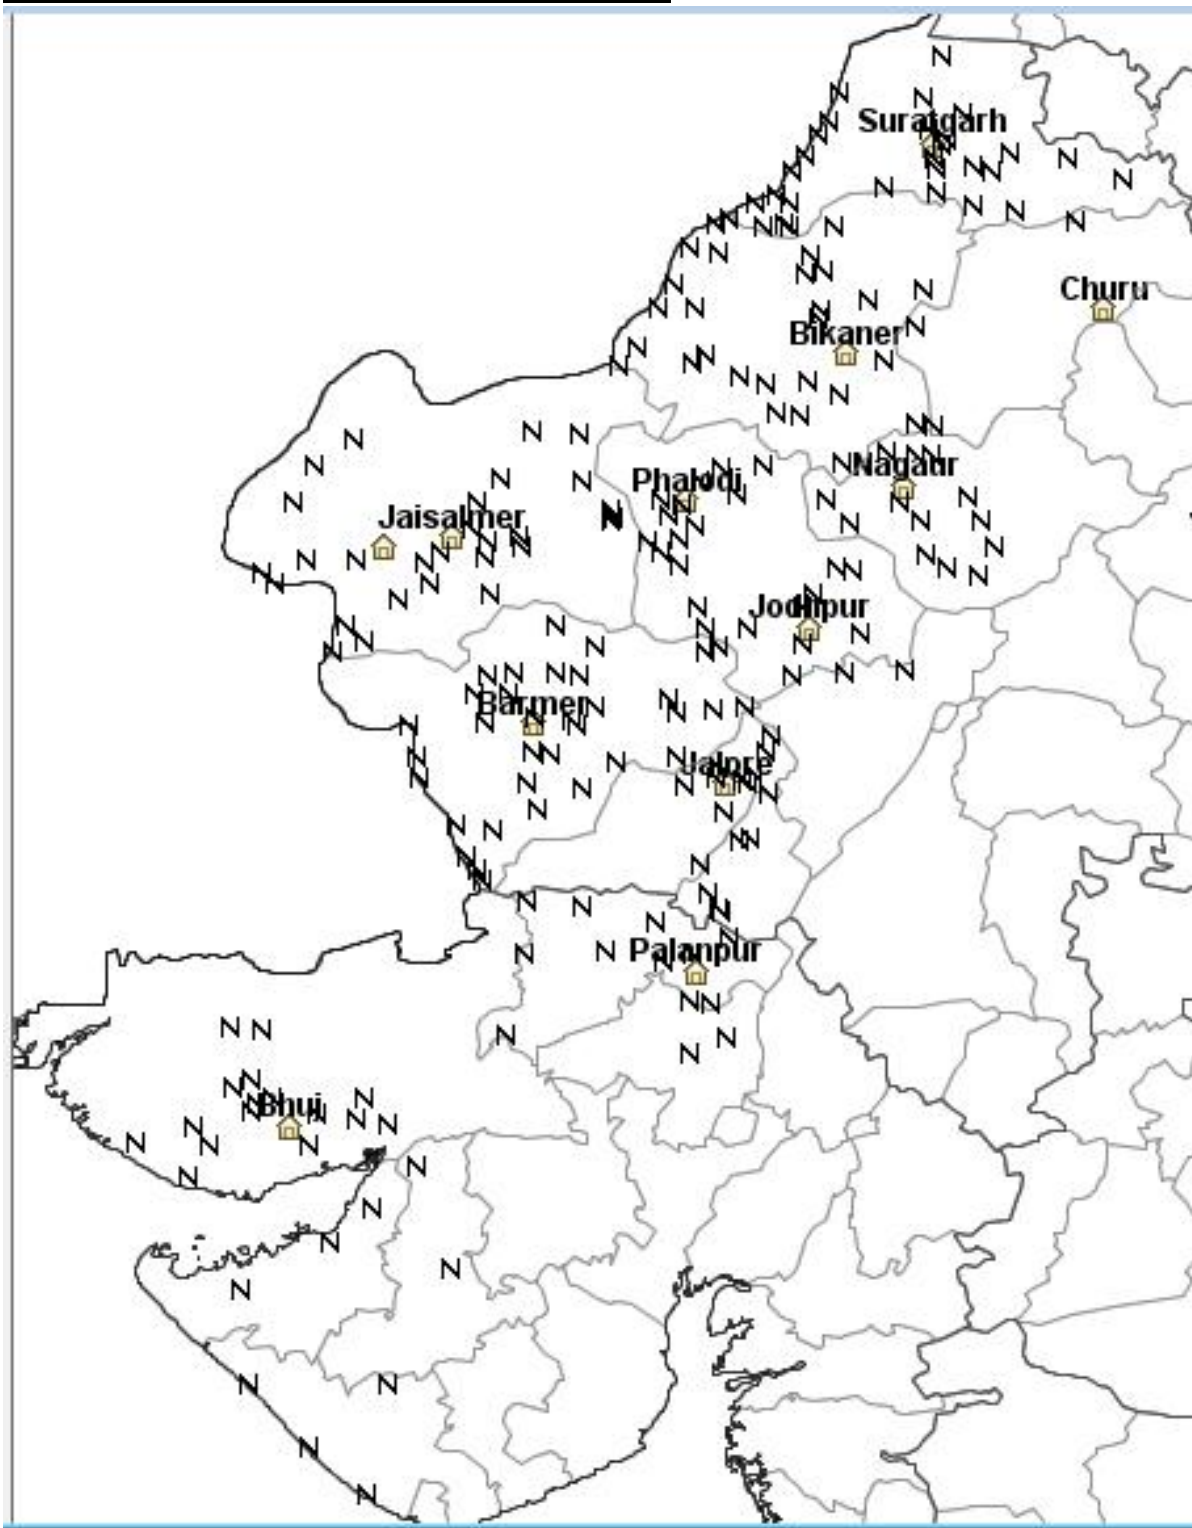 Suratgarh
Churu
Bikaner
Nagaur
Phalodi
Jaisalmer
Jodhpur
Barmer
Jalore
Palanpur
Bhuj